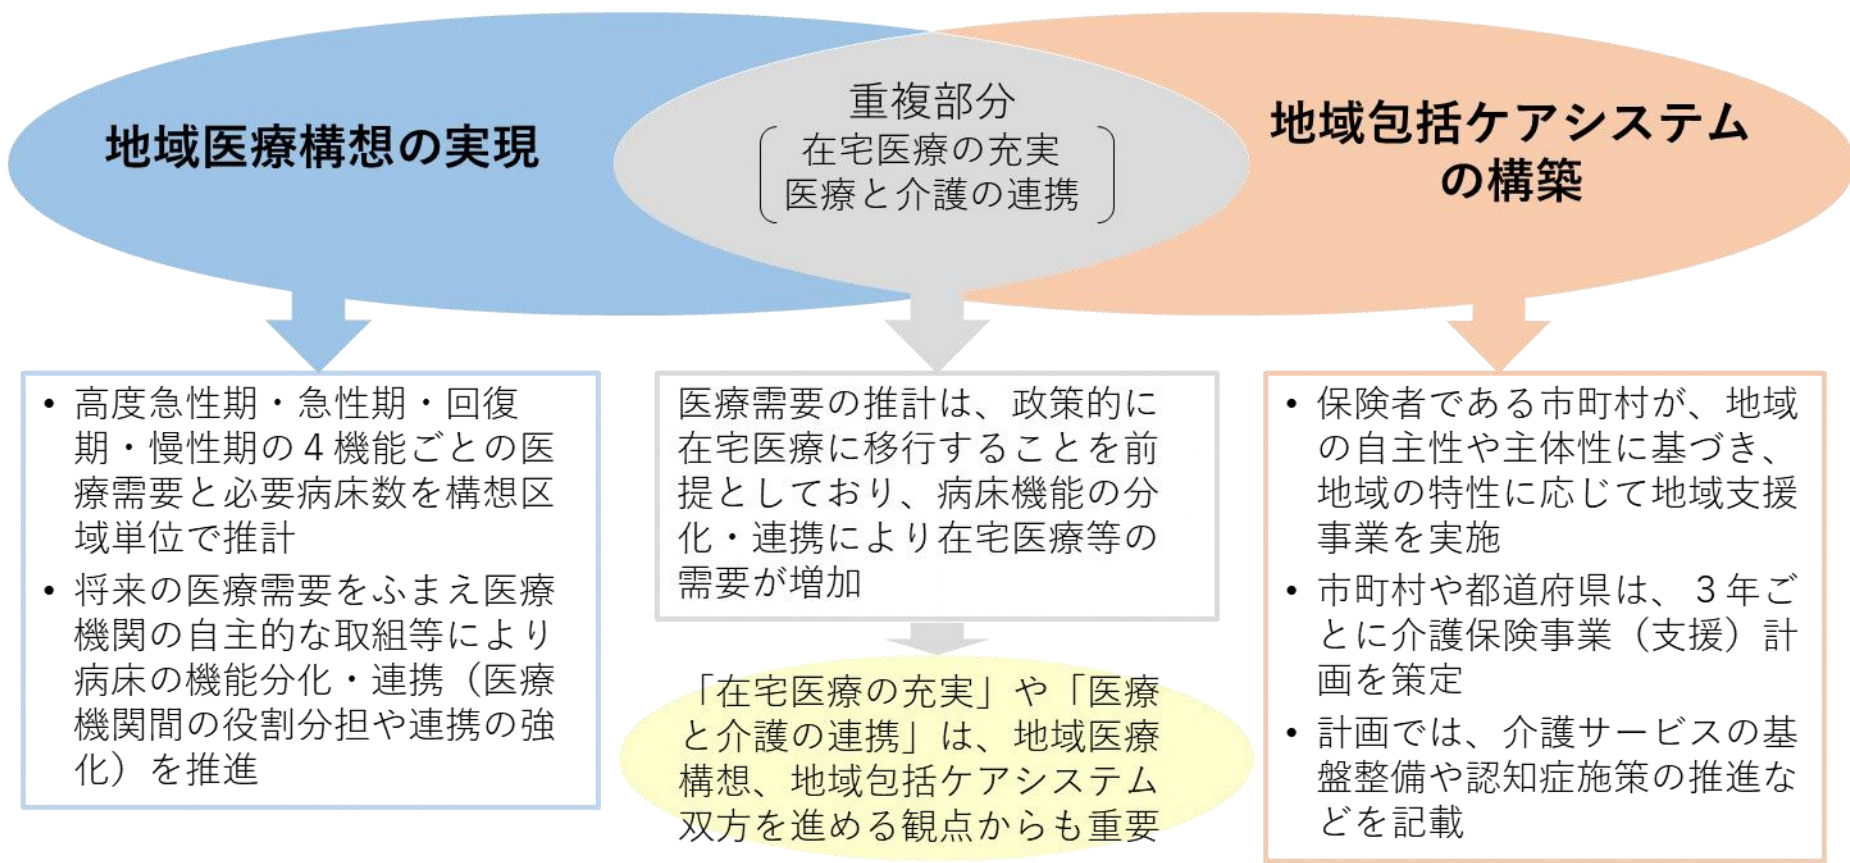 地域医療構想の実現
重複部分
在宅医療の充実
医療と介護の連携
地域包括ケアシステム
の構築
• 高度急性期・急性期・回復
期・慢性期の４機能ごとの医
療需要と必要病床数を構想区
域単位で推計
• 将来の医療需要をふまえ医療
機関の自主的な取組等により
病床の機能分化・連携（医療
機関間の役割分担や連携の強
化）を推進
医療需要の推計は、政策的に
在宅医療に移行することを前
提としており、病床機能の分
化・連携により在宅医療等の
需要が増加
「在宅医療の充実」や「医療
と介護の連携」は、地域医療
構想、地域包括ケアシステム
双方を進める観点からも重要
• 保険者である市町村が、地域
の自主性や主体性に基づき、
地域の特性に応じて地域支援
事業を実施
• 市町村や都道府県は、３年ご
とに介護保険事業（支援）計
画を策定
• 計画では、介護サービスの基
盤整備や認知症施策の推進な
どを記載